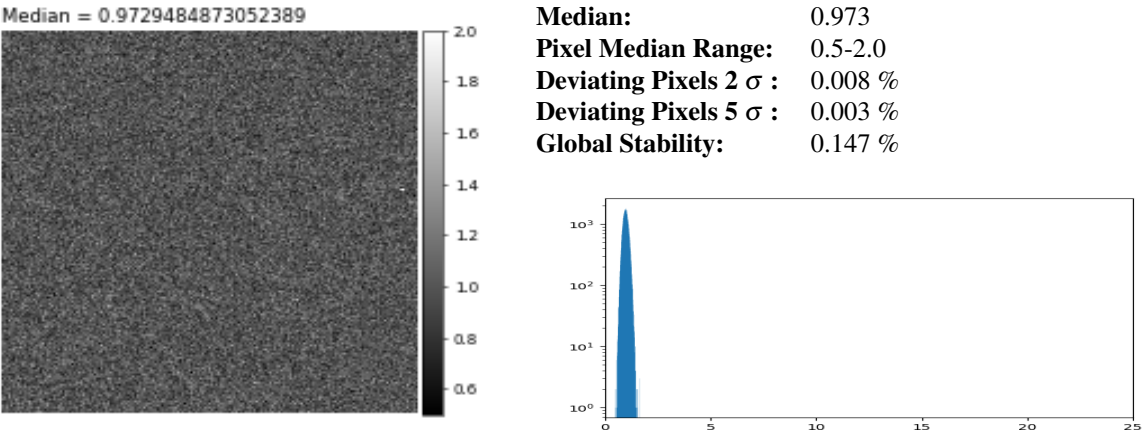 Median = 0.9729484873052389
2.0
1.8
1.6
1.4
1.2
1.0
0.8
0.6
Median: 0.973
Pixel Median Range: 0.5-2.0
Deviating Pixels 2 σ : 0.008 %
Deviating Pixels 5 σ : 0.003 %
Global Stability: 0.147 %
10³
10²
10¹
10⁰
0 5 10 15 20 25